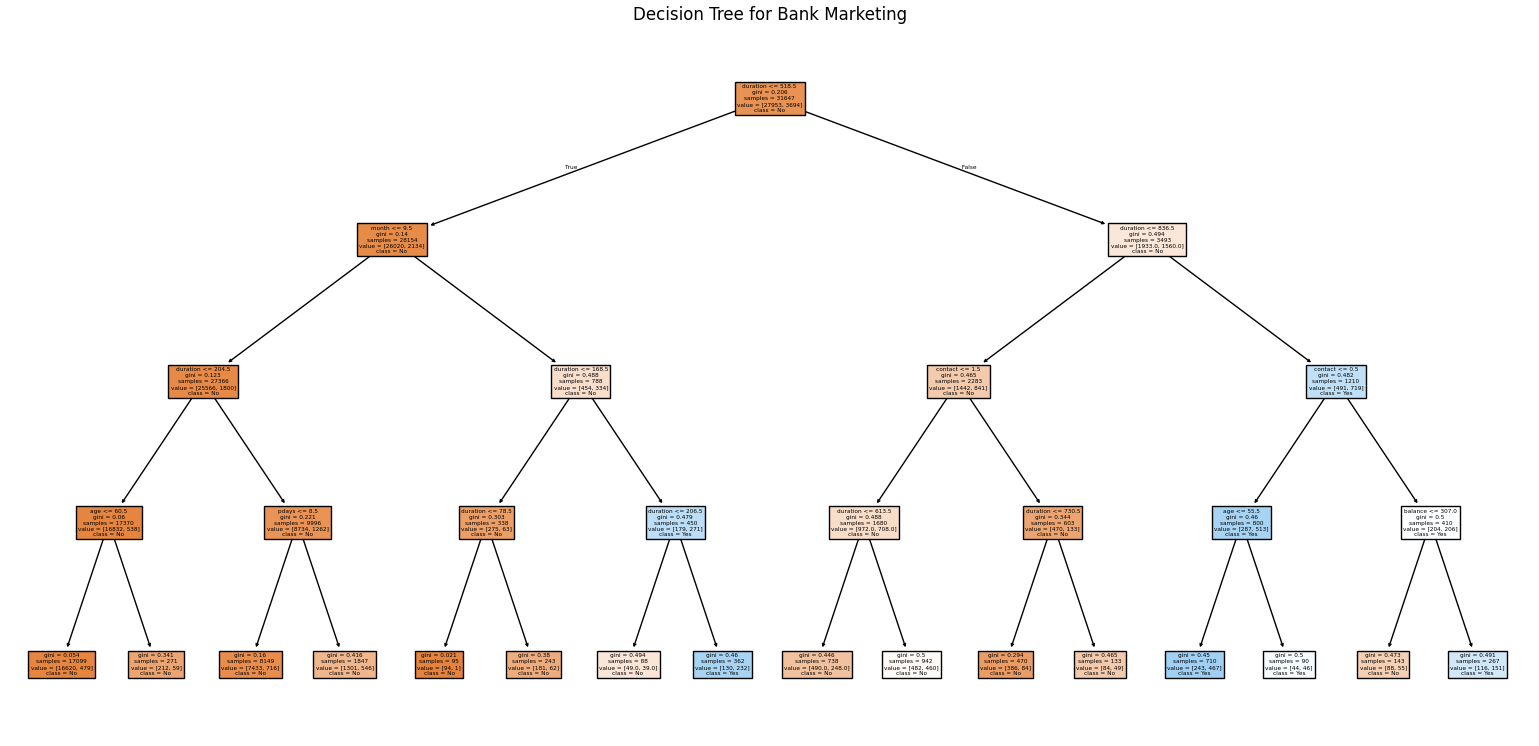 Decision Tree for Bank Marketing
duration <= 518.5
gini = 0.206
samples = 31647
value = [27953, 3694]
class = No
True
False
month <= 9.5
gini = 0.14
samples = 28154
value = [26020, 2134]
class = No
duration <= 836.5
gini = 0.494
samples = 3493
value = [1933.0, 1560.0]
class = No
duration <= 204.5
gini = 0.123
samples = 27366
value = [25566, 1800]
class = No
duration <= 168.5
gini = 0.488
samples = 788
value = [454, 334]
class = No
contact <= 1.5
gini = 0.465
samples = 2283
value = [1442, 841]
class = No
contact <= 0.5
gini = 0.482
samples = 1210
value = [491, 719]
class = Yes
age <= 60.5
gini = 0.06
samples = 17370
value = [16832, 538]
class = No
pdays <= 8.5
gini = 0.221
samples = 9996
value = [8734, 1262]
class = No
duration <= 78.5
gini = 0.303
samples = 338
value = [275, 63]
class = No
duration <= 206.5
gini = 0.479
samples = 450
value = [179, 271]
class = Yes
duration <= 613.5
gini = 0.488
samples = 1680
value = [972.0, 708.0]
class = No
duration <= 730.5
gini = 0.344
samples = 603
value = [470, 133]
class = No
age <= 55.5
gini = 0.46
samples = 800
value = [287, 513]
class = Yes
balance <= 307.0
gini = 0.5
samples = 410
value = [204, 206]
class = Yes
gini = 0.054
samples = 17099
value = [16620, 479]
class = No
gini = 0.341
samples = 271
value = [212, 59]
class = No
gini = 0.16
samples = 8149
value = [7433, 716]
class = No
gini = 0.416
samples = 1847
value = [1301, 546]
class = No
gini = 0.021
samples = 95
value = [94, 1]
class = No
gini = 0.38
samples = 243
value = [181, 62]
class = No
gini = 0.494
samples = 88
value = [49.0, 39.0]
class = No
gini = 0.46
samples = 362
value = [130, 232]
class = Yes
gini = 0.446
samples = 738
value = [490.0, 248.0]
class = No
gini = 0.5
samples = 942
value = [482, 460]
class = No
gini = 0.294
samples = 470
value = [386, 84]
class = No
gini = 0.465
samples = 133
value = [84, 49]
class = No
gini = 0.45
samples = 710
value = [243, 467]
class = Yes
gini = 0.5
samples = 90
value = [44, 46]
class = Yes
gini = 0.473
samples = 143
value = [88, 55]
class = No
gini = 0.491
samples = 267
value = [116, 151]
class = Yes